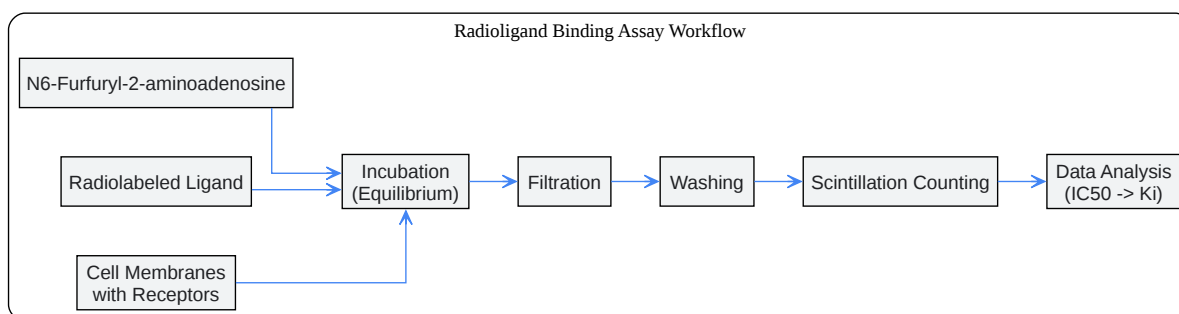 Radioligand Binding Assay Workflow
N6-Furfuryl-2-aminoadenosine
Radiolabeled Ligand
Incubation
(Equilibrium)
Filtration
Washing
Scintillation Counting
Data Analysis
(IC50 -> Ki)
Cell Membranes
with Receptors